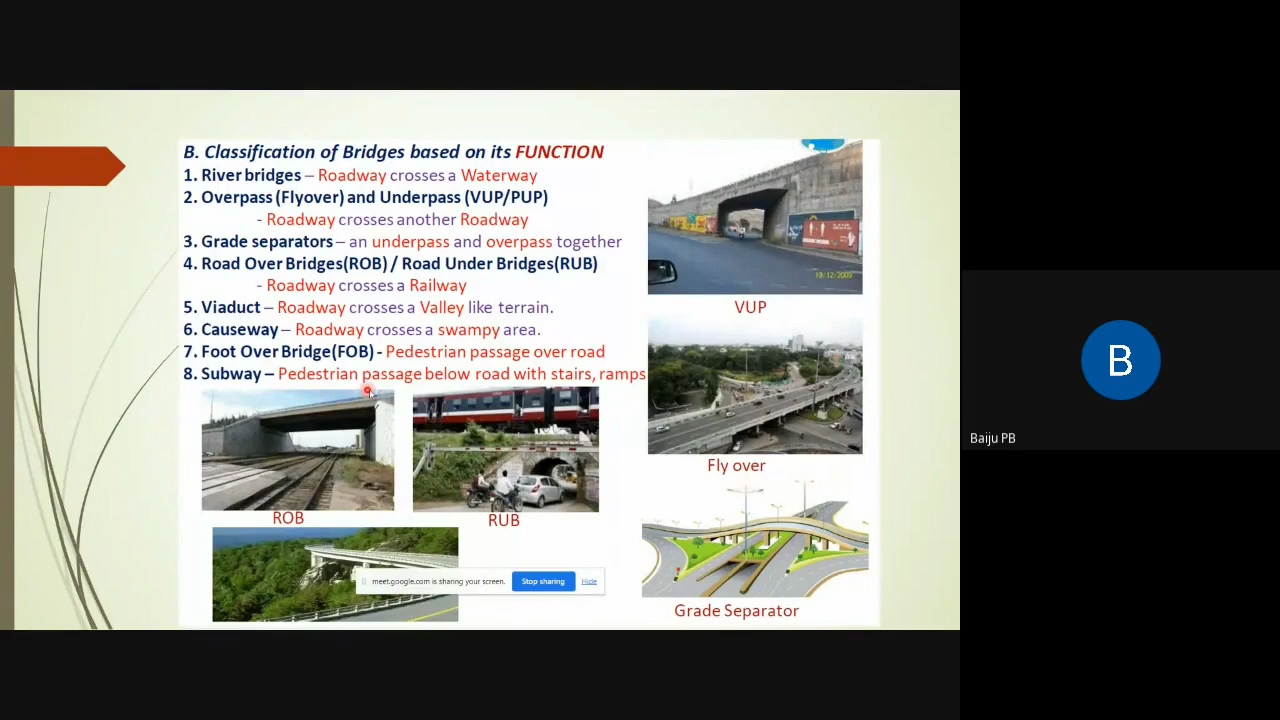 B. Classification of Bridges based on its FUNCTION
1. River bridges – Roadway crosses a Waterway
2. Overpass (Flyover) and Underpass (VUP/PUP)
- Roadway crosses another Roadway
3. Grade separators – an underpass and overpass together
4. Road Over Bridges(ROB) / Road Under Bridges(RUB)
- Roadway crosses a Railway
5. Viaduct – Roadway crosses a Valley like terrain.
6. Causeway – Roadway crosses a swampy area.
7. Foot Over Bridge(FOB) - Pedestrian passage over road
8. Subway – Pedestrian passage below road with stairs, ramps
VUP
Fly over
ROB
RUB
meet.google.com is sharing your screen.
Stop sharing
Hide
Grade Separator
B
Baiju PB